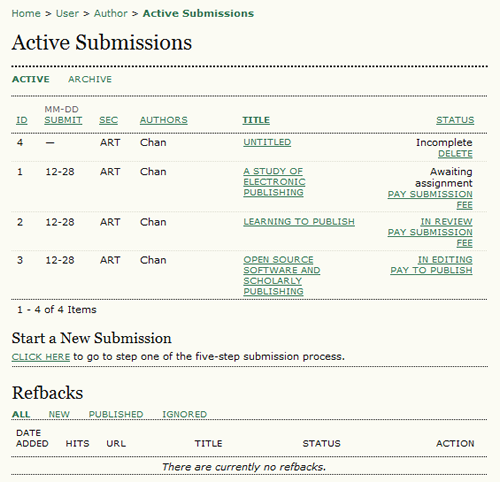 Home > User > Author > Active Submissions
Active Submissions
ACTIVE ARCHIVE
MM-DD
ID SUBMIT SEC AUTHORS TITLE STATUS
4 — ART Chan UNTITLED Incomplete
DELETE
1 12-28 ART Chan A STUDY OF Awaiting
ELECTRONIC assignment
PUBLISHING PAY SUBMISSION
FEE
2 12-28 ART Chan LEARNING TO PUBLISH IN REVIEW
PAY SUBMISSION
FEE
3 12-28 ART Chan OPEN SOURCE IN EDITING
SOFTWARE AND PAY TO PUBLISH
SCHOLARLY
PUBLISHING
1 - 4 of 4 Items
Start a New Submission
CLICK HERE to go to step one of the five-step submission process.
Refbacks
ALL NEW PUBLISHED IGNORED
DATE
ADDED HITS URL TITLE STATUS ACTION
There are currently no refbacks.